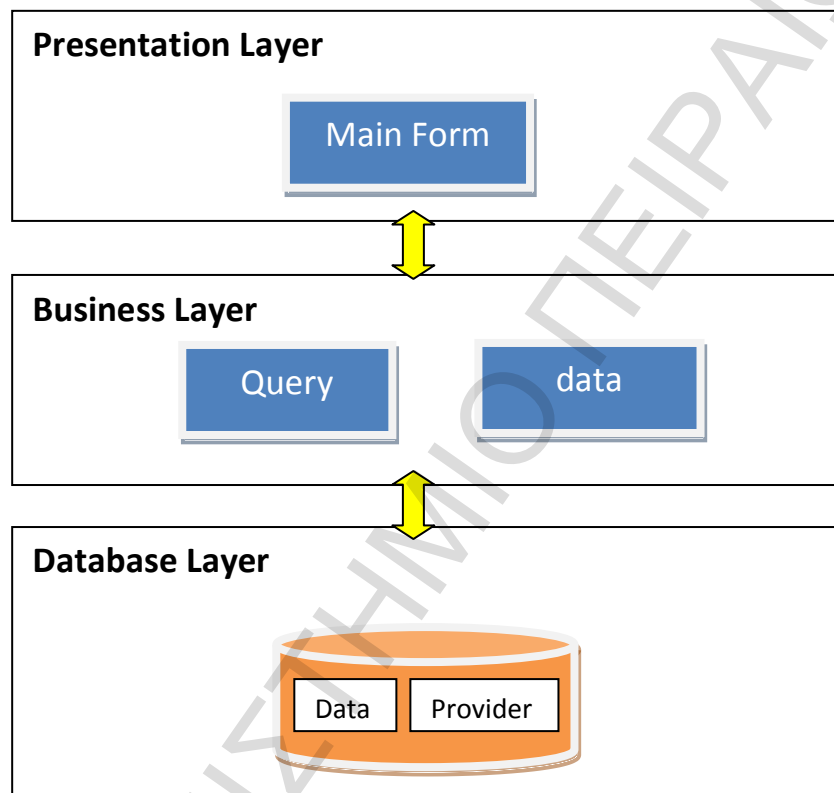 Presentation Layer
Main Form
Business Layer
Query
data
Database Layer
Data
Provider